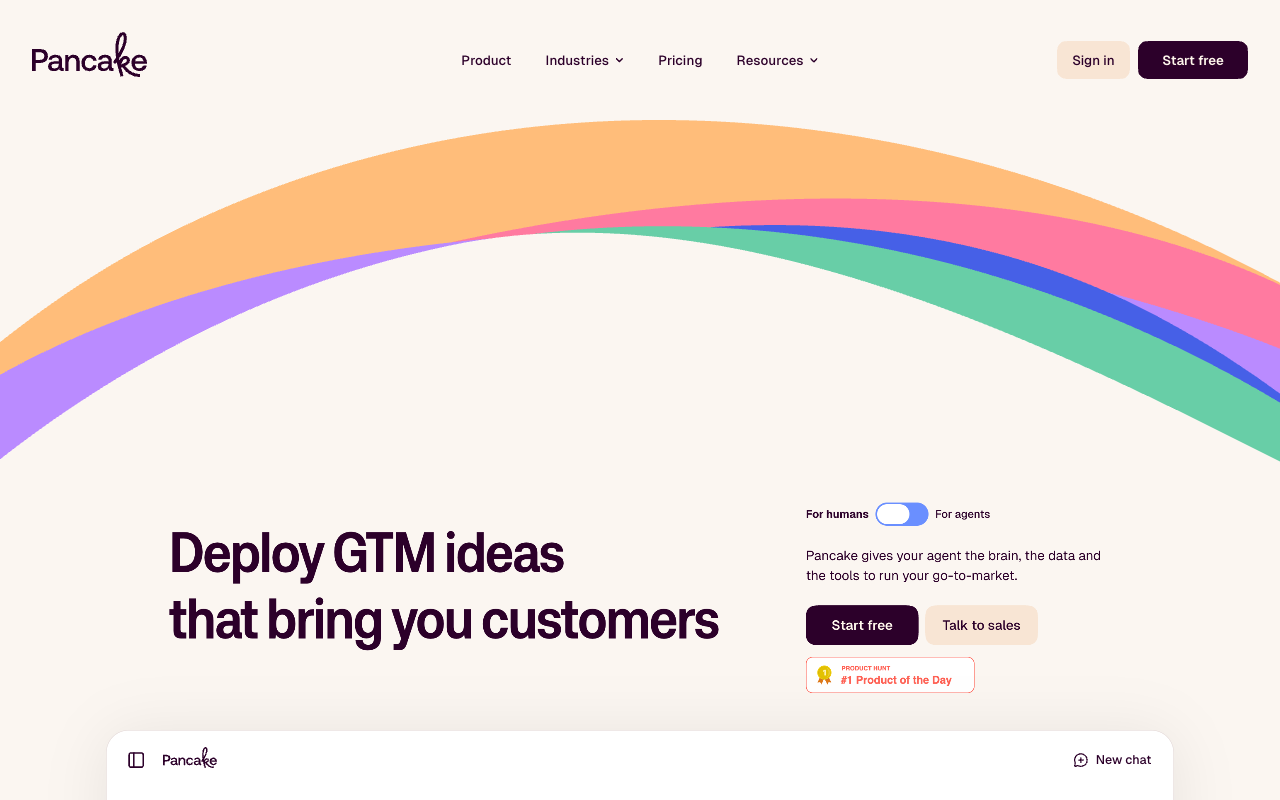 Pancake
Product
Industries
Pricing
Resources
Sign in
Start free
For humans
For agents
Deploy GTM ideas
that bring you customers
Pancake gives your agent the brain, the data and
the tools to run your go-to-market.
Start free
Talk to sales
1
PRODUCT HUNT
#1 Product of the Day
Pancake
New chat